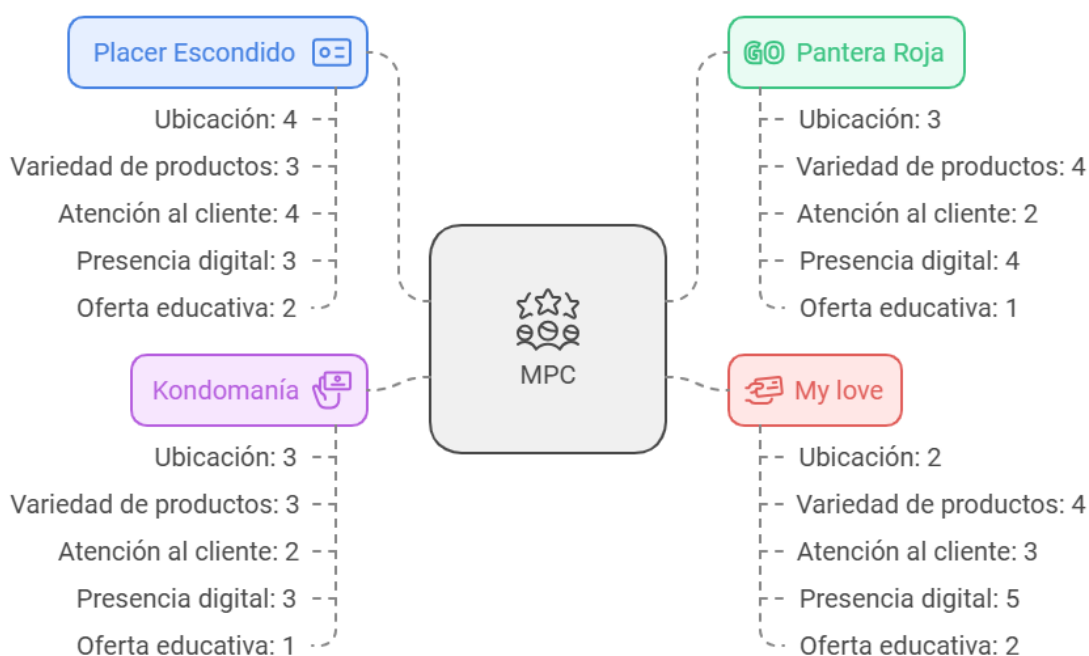 Placer Escondido
Ubicación: 4
Variedad de productos: 3
Atención al cliente: 4
Presencia digital: 3
Oferta educativa: 2
GO Pantera Roja
Ubicación: 3
Variedad de productos: 4
Atención al cliente: 2
Presencia digital: 4
Oferta educativa: 1
MPC
Kondomanía
Ubicación: 3
Variedad de productos: 3
Atención al cliente: 2
Presencia digital: 3
Oferta educativa: 1
My love
Ubicación: 2
Variedad de productos: 4
Atención al cliente: 3
Presencia digital: 5
Oferta educativa: 2